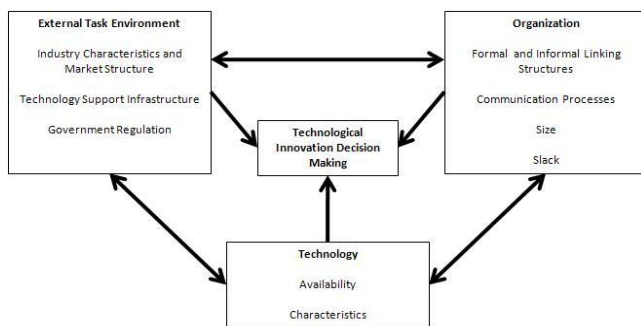 External Task Environment
Industry Characteristics and
Market Structure
Technology Support Infrastructure
Government Regulation
Organization
Formal and Informal Linking
Structures
Communication Processes
Size
Slack
Technological
Innovation Decision
Making
Technology
Availability
Characteristics